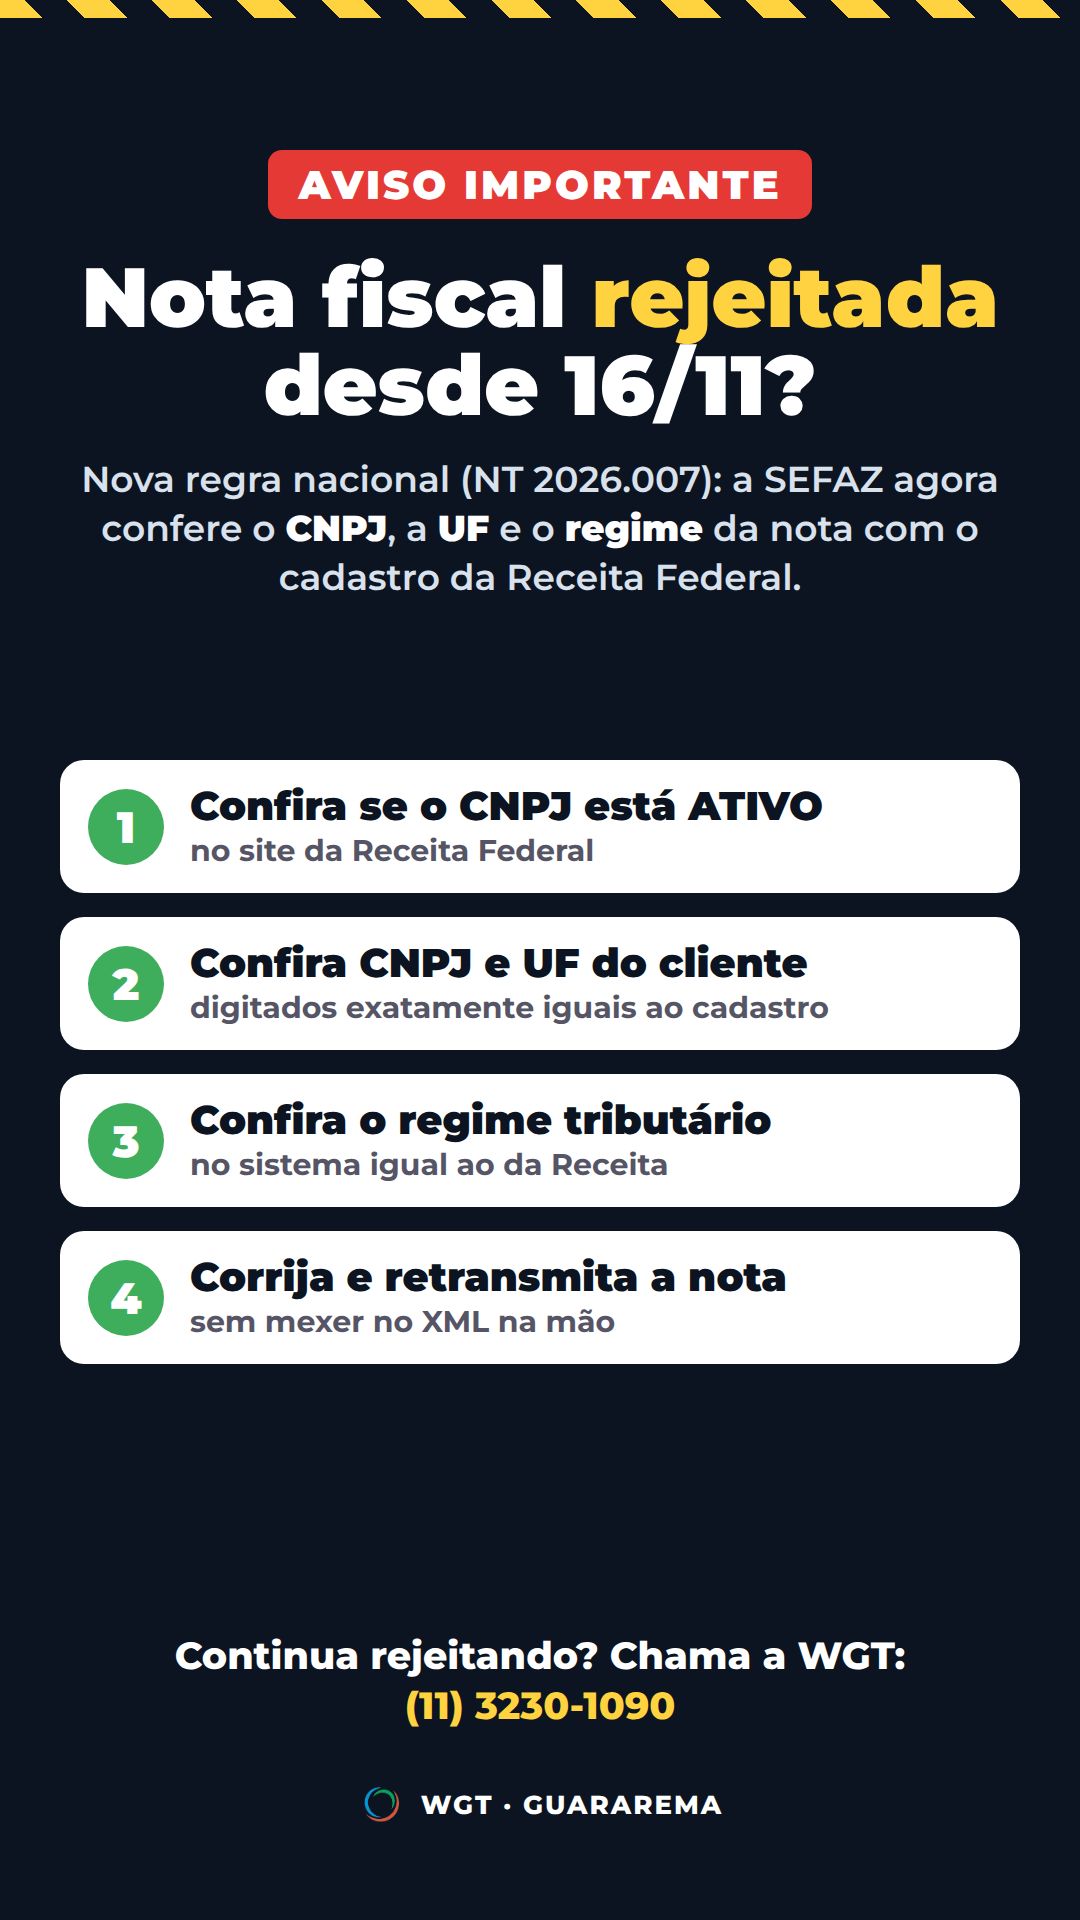 AVISO IMPORTANTE
Nota fiscal rejeitada
desde 16/11?
Nova regra nacional (NT 2026.007): a SEFAZ agora
confere o CNPJ, a UF e o regime da nota com o
cadastro da Receita Federal.
1
Confira se o CNPJ está ATIVO
no site da Receita Federal
2
Confira CNPJ e UF do cliente
digitados exatamente iguais ao cadastro
3
Confira o regime tributário
no sistema igual ao da Receita
4
Corrija e retransmita a nota
sem mexer no XML na mão
Continua rejeitando? Chama a WGT:
(11) 3230-1090
WGT · GUARAREMA